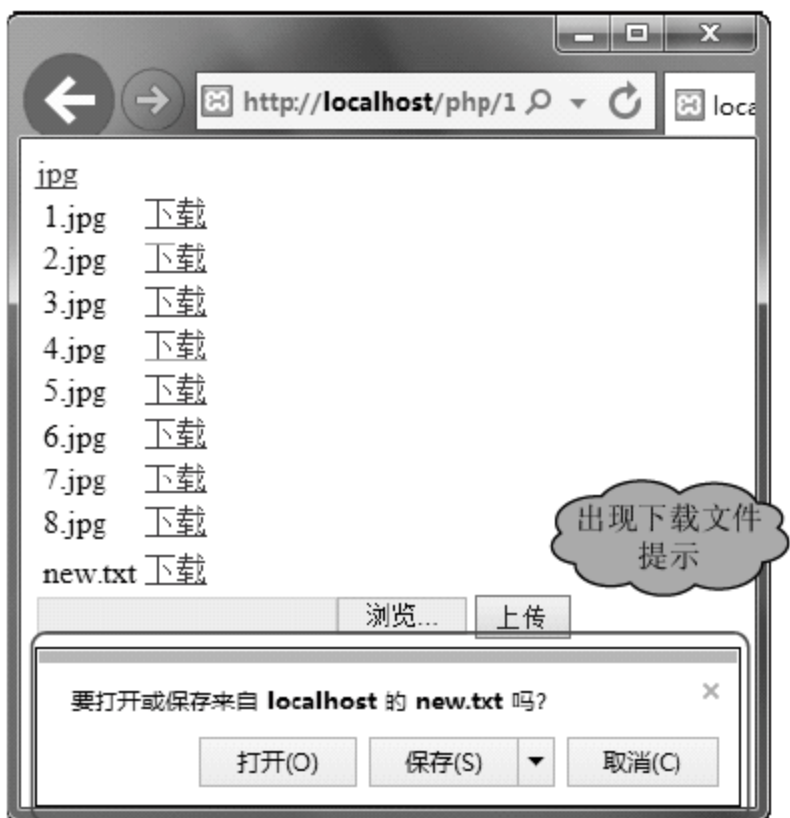 http://localhost/php/1
loca
jpg
1.jpg 下载
2.jpg 下载
3.jpg 下载
4.jpg 下载
5.jpg 下载
6.jpg 下载
7.jpg 下载
8.jpg 下载
new.txt 下载
出现下载文件
提示
浏览... 上传
要打开或保存来自 localhost 的 new.txt 吗?
打开(O) 保存(S) 取消(C)